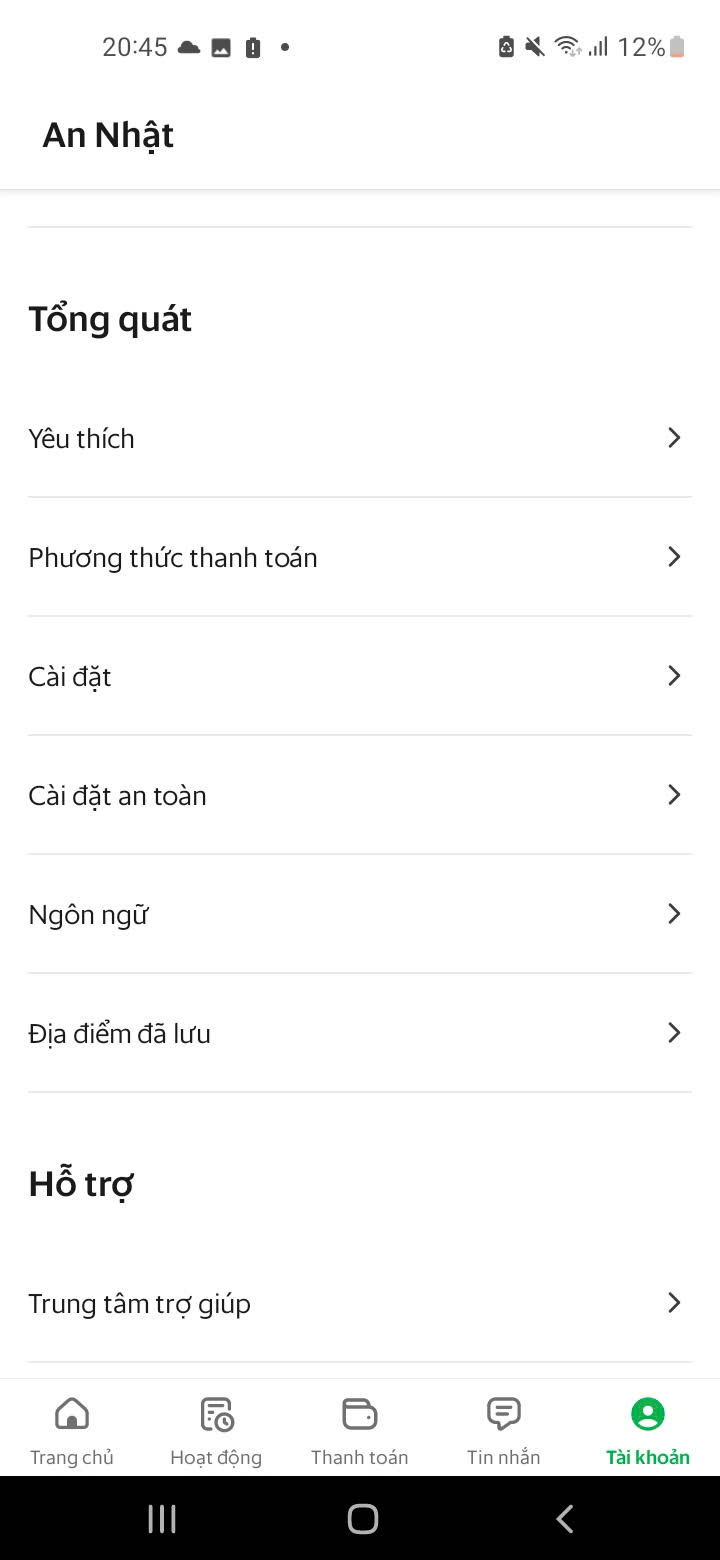 20:45
12%
An Nhật
Tổng quát
Yêu thích
Phương thức thanh toán
Cài đặt
Cài đặt an toàn
Ngôn ngữ
Địa điểm đã lưu
Hỗ trợ
Trung tâm trợ giúp
Trang chủ
Hoạt động
Thanh toán
Tin nhắn
Tài khoản